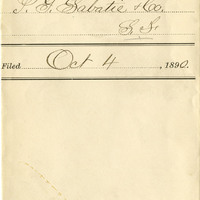 P. G. Sabatie & Co.
S. F.
Filed Oct 4, 1890.